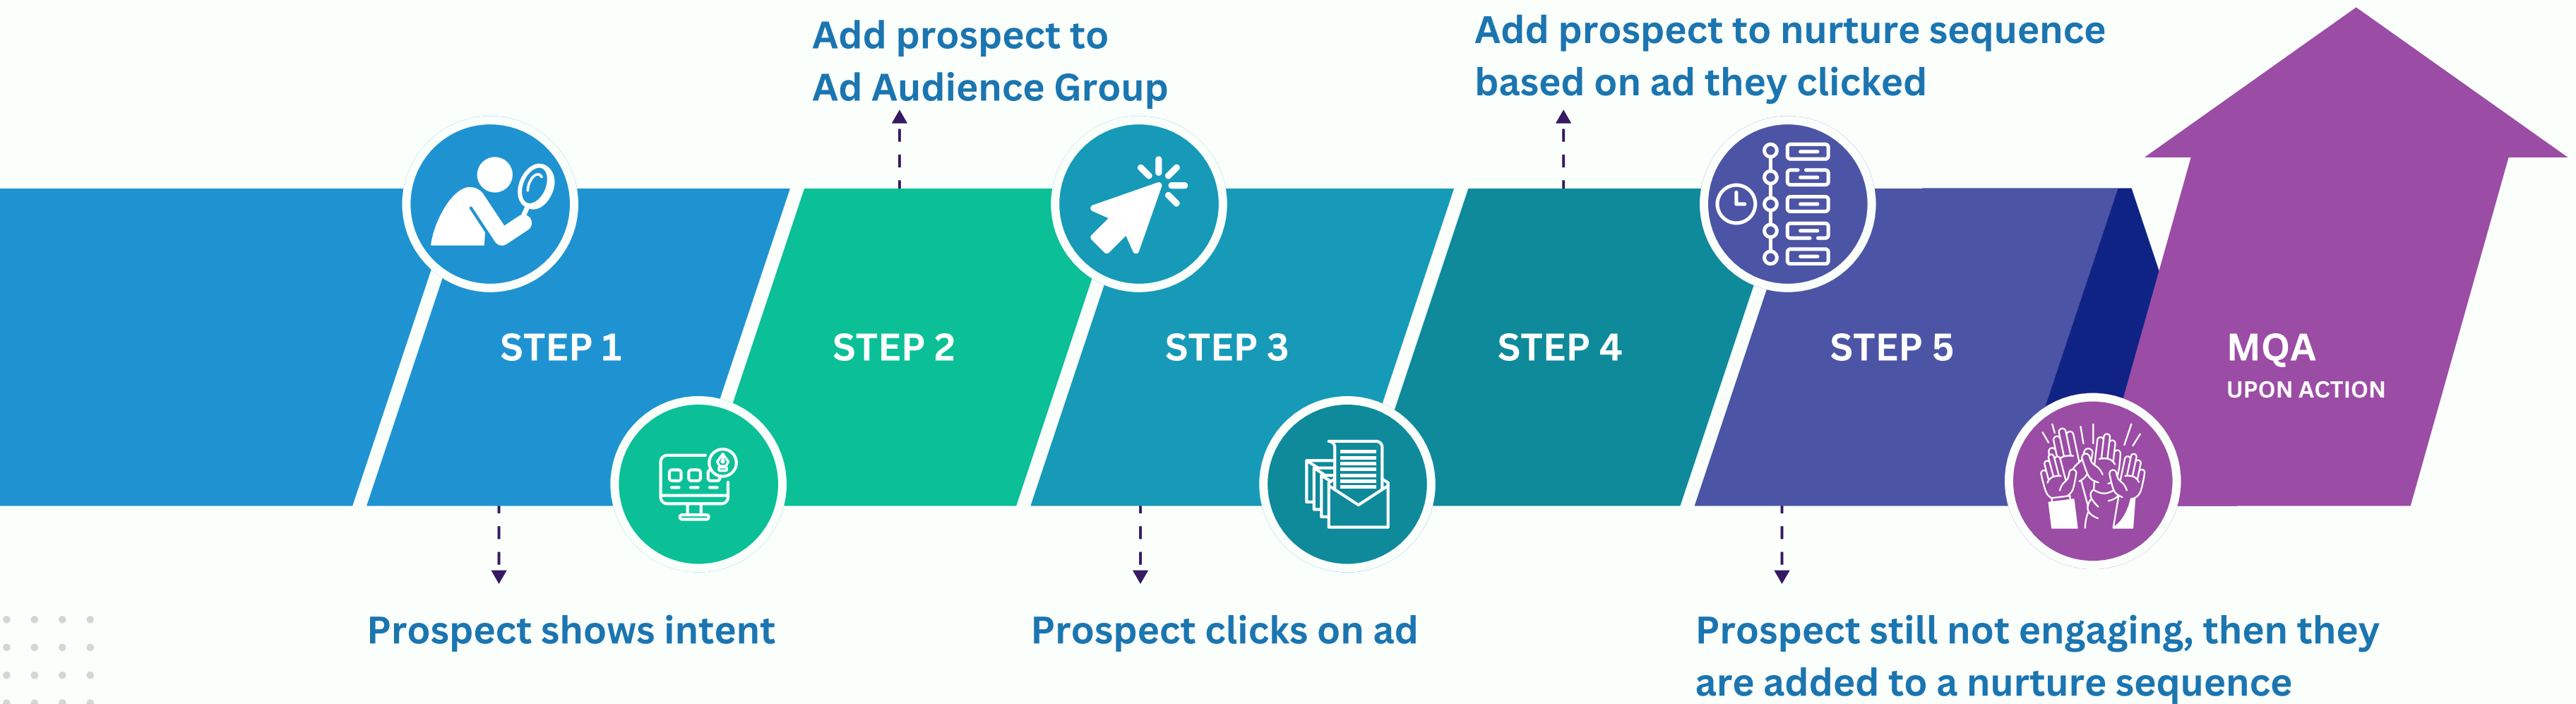 Add prospect to
Ad Audience Group
Add prospect to nurture sequence
based on ad they clicked
STEP 1
STEP 2
STEP 3
STEP 4
STEP 5
MQA
UPON ACTION
Prospect shows intent
Prospect clicks on ad
Prospect still not engaging, then they
are added to a nurture sequence